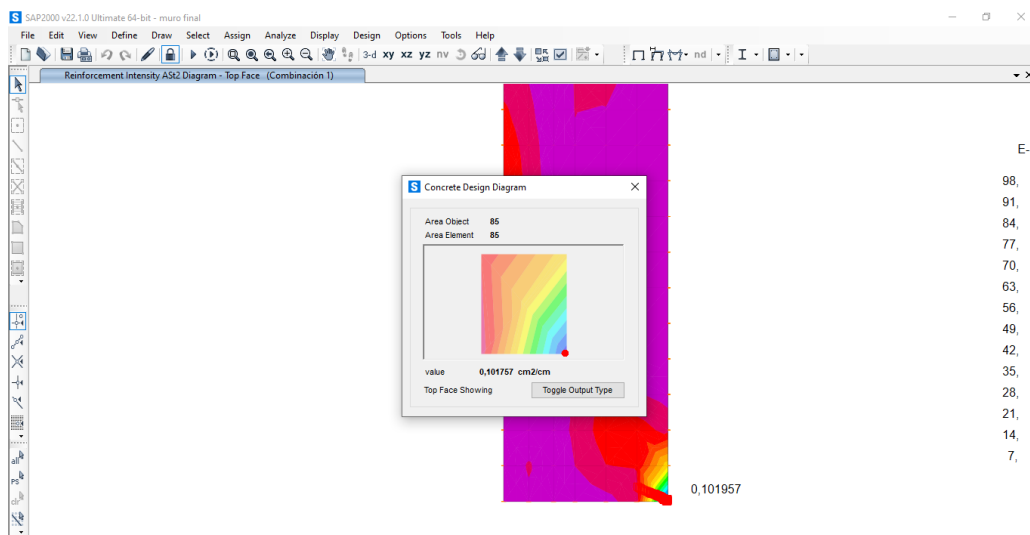 SAP2000 v22.1.0 Ultimate 64-bit - muro final
File Edit View Define Draw Select Assign Analyze Display Design Options Tools Help
3-d xy xz yz nv nd
Reinforcement Intensity ASt2 Diagram - Top Face (Combinación 1)
E-
98,
91,
84,
77,
70,
63,
56,
49,
42,
35,
28,
21,
14,
7,
Concrete Design Diagram
Area Object 85
Area Element 85
value 0,101757 cm2/cm
Top Face Showing Toggle Output Type
0,101957
all
PS
clr